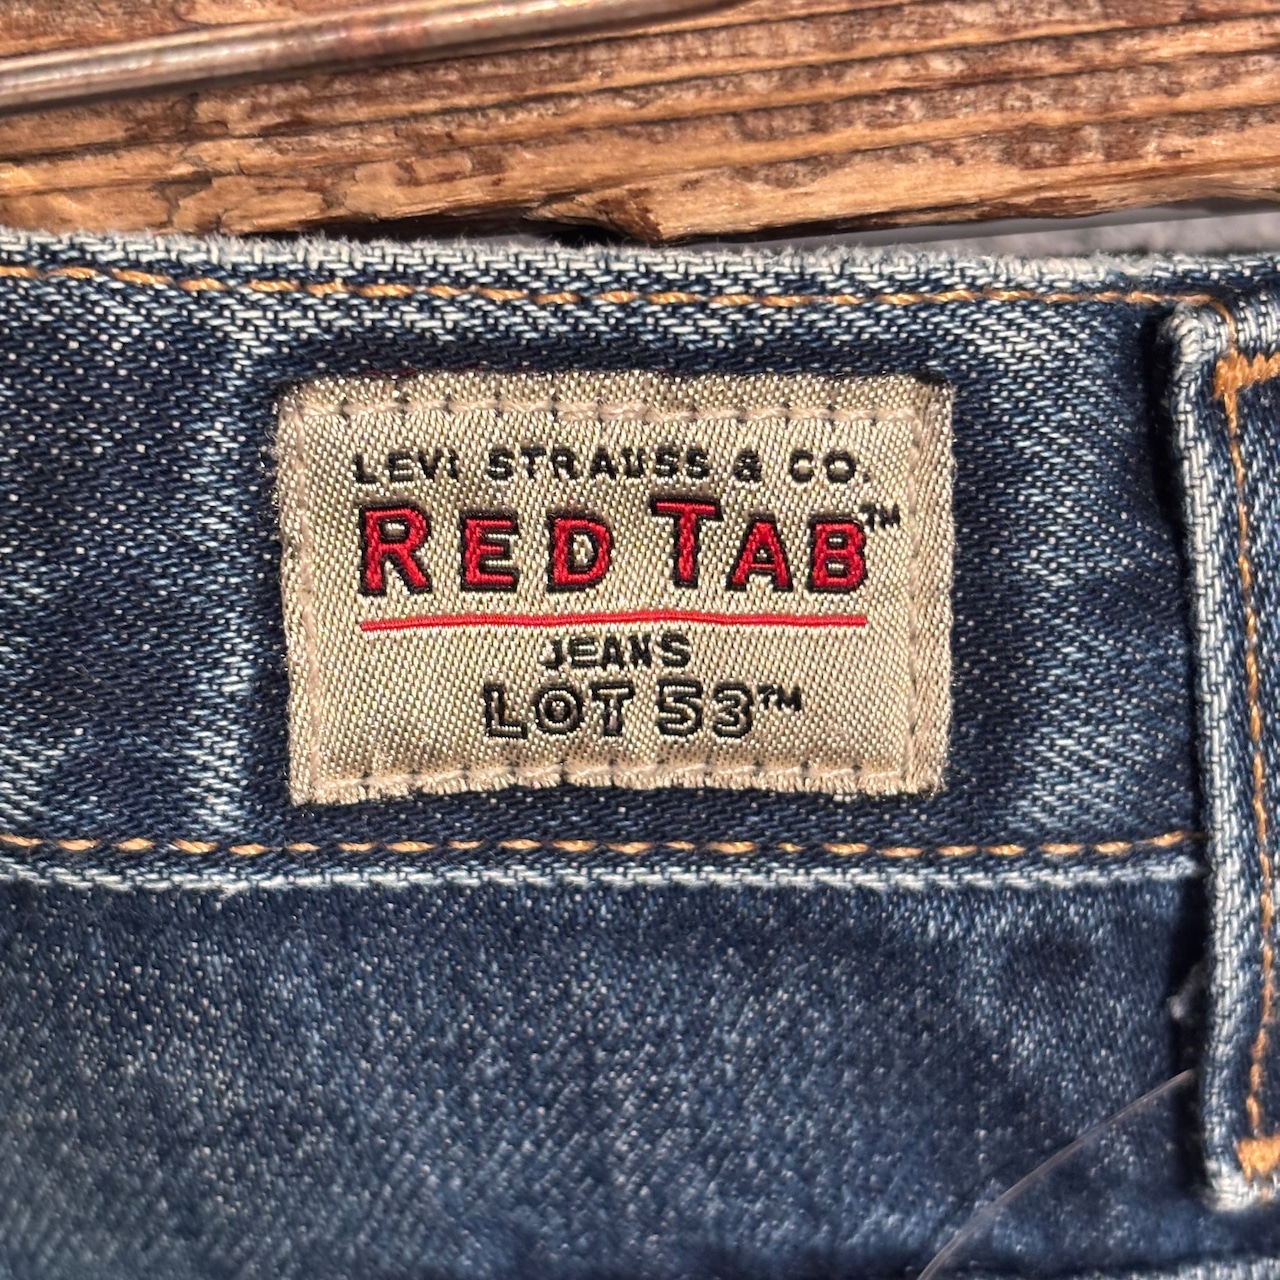 LEVI STRAUSS & CO.
RED TAB™
JEANS
LOT 53™